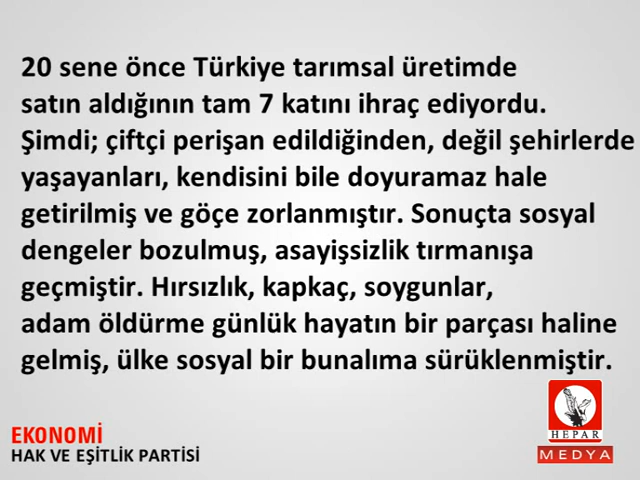 20 sene önce Türkiye tarımsal üretimde
satın aldığının tam 7 katını ihraç ediyordu.
Şimdi; çiftçi perişan edildiğinden, değil şehirlerde
yaşayanları, kendisini bile doyuramaz hale
getirilmiş ve göçe zorlanmıştır. Sonuçta sosyal
dengeler bozulmuş, asayişsizlik tırmanışa
geçmiştir. Hırsızlık, kapkaç, soygunlar,
adam öldürme günlük hayatın bir parçası haline
gelmiş, ülke sosyal bir bunalıma sürüklenmiştir.
EKONOMİ
HAK VE EŞİTLİK PARTİSİ
HEPAR
MEDYA